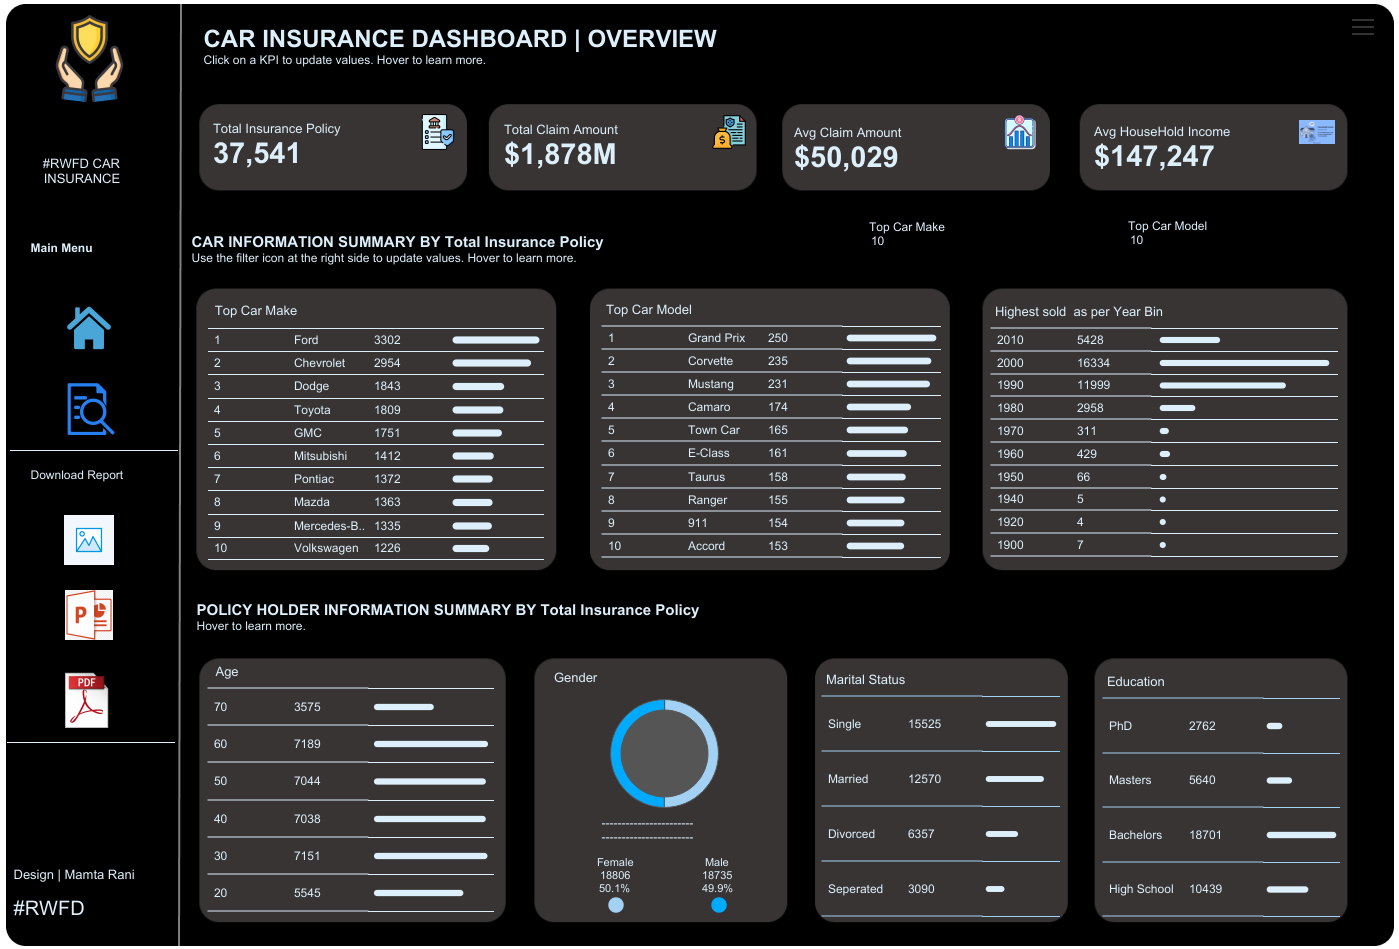 #RWFD CAR
INSURANCE
Main Menu
Download Report
P
PDF
Design | Mamta Rani
#RWFD
CAR INSURANCE DASHBOARD | OVERVIEW
Click on a KPI to update values. Hover to learn more.
Total Insurance Policy
37,541
Total Claim Amount
$1,878M
Avg Claim Amount
$50,029
Avg HouseHold Income
$147,247
CAR INFORMATION SUMMARY BY Total Insurance Policy
Use the filter icon at the right side to update values. Hover to learn more.
Top Car Make
10
Top Car Model
10
Top Car Make
1 Ford 3302
2 Chevrolet 2954
3 Dodge 1843
4 Toyota 1809
5 GMC 1751
6 Mitsubishi 1412
7 Pontiac 1372
8 Mazda 1363
9 Mercedes-B.. 1335
10 Volkswagen 1226
Top Car Model
1 Grand Prix 250
2 Corvette 235
3 Mustang 231
4 Camaro 174
5 Town Car 165
6 E-Class 161
7 Taurus 158
8 Ranger 155
9 911 154
10 Accord 153
Highest sold as per Year Bin
2010 5428
2000 16334
1990 11999
1980 2958
1970 311
1960 429
1950 66
1940 5
1920 4
1900 7
POLICY HOLDER INFORMATION SUMMARY BY Total Insurance Policy
Hover to learn more.
Age
70 3575
60 7189
50 7044
40 7038
30 7151
20 5545
Gender
-----------------------
-----------------------
Female Male
18806 18735
50.1% 49.9%
Marital Status
Single 15525
Married 12570
Divorced 6357
Seperated 3090
Education
PhD 2762
Masters 5640
Bachelors 18701
High School 10439